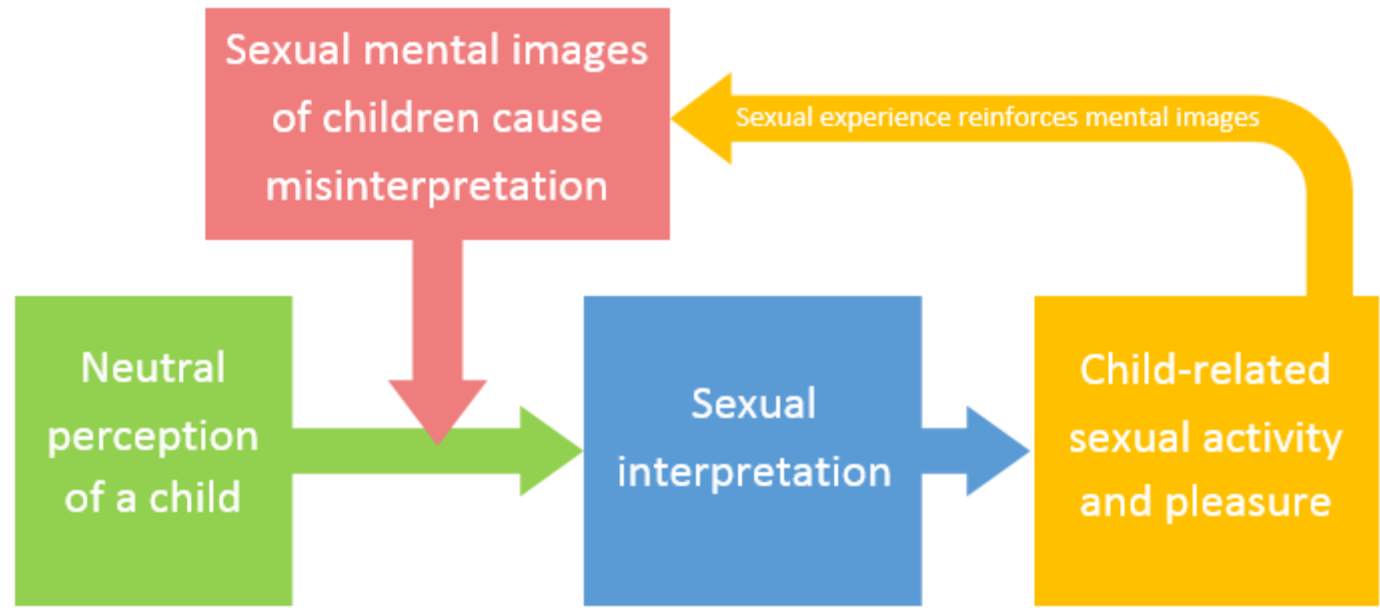 Sexual mental images
of children cause
misinterpretation
Sexual experience reinforces mental images
Neutral
perception
of a child
Sexual
interpretation
Child-related
sexual activity
and pleasure